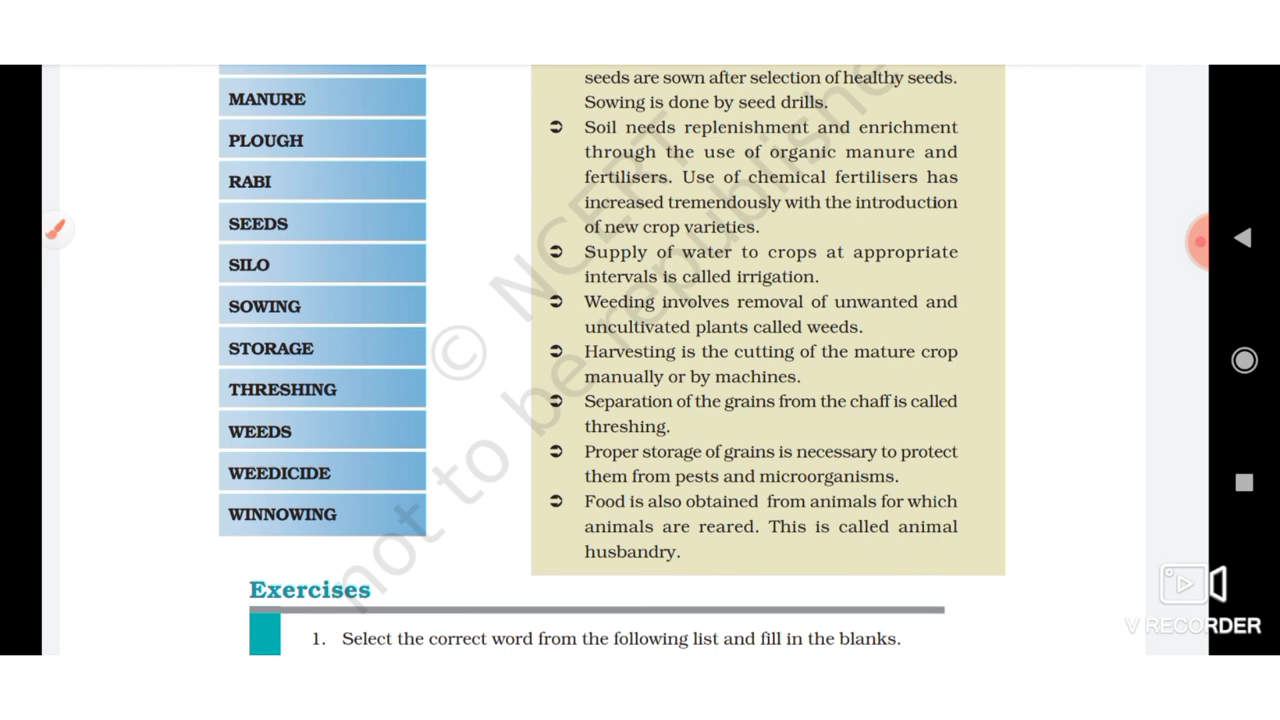 MANURE
PLOUGH
RABI
SEEDS
SILO
SOWING
STORAGE
THRESHING
WEEDS
WEEDICIDE
WINNOWING
seeds are sown after selection of healthy seeds.
Sowing is done by seed drills.
➲ Soil needs replenishment and enrichment
through the use of organic manure and
fertilisers. Use of chemical fertilisers has
increased tremendously with the introduction
of new crop varieties.
➲ Supply of water to crops at appropriate
intervals is called irrigation.
➲ Weeding involves removal of unwanted and
uncultivated plants called weeds.
➲ Harvesting is the cutting of the mature crop
manually or by machines.
➲ Separation of the grains from the chaff is called
threshing.
➲ Proper storage of grains is necessary to protect
them from pests and microorganisms.
➲ Food is also obtained from animals for which
animals are reared. This is called animal
husbandry.
© NCERT
not to be republishe
Exercises
1. Select the correct word from the following list and fill in the blanks.
V RECORDER